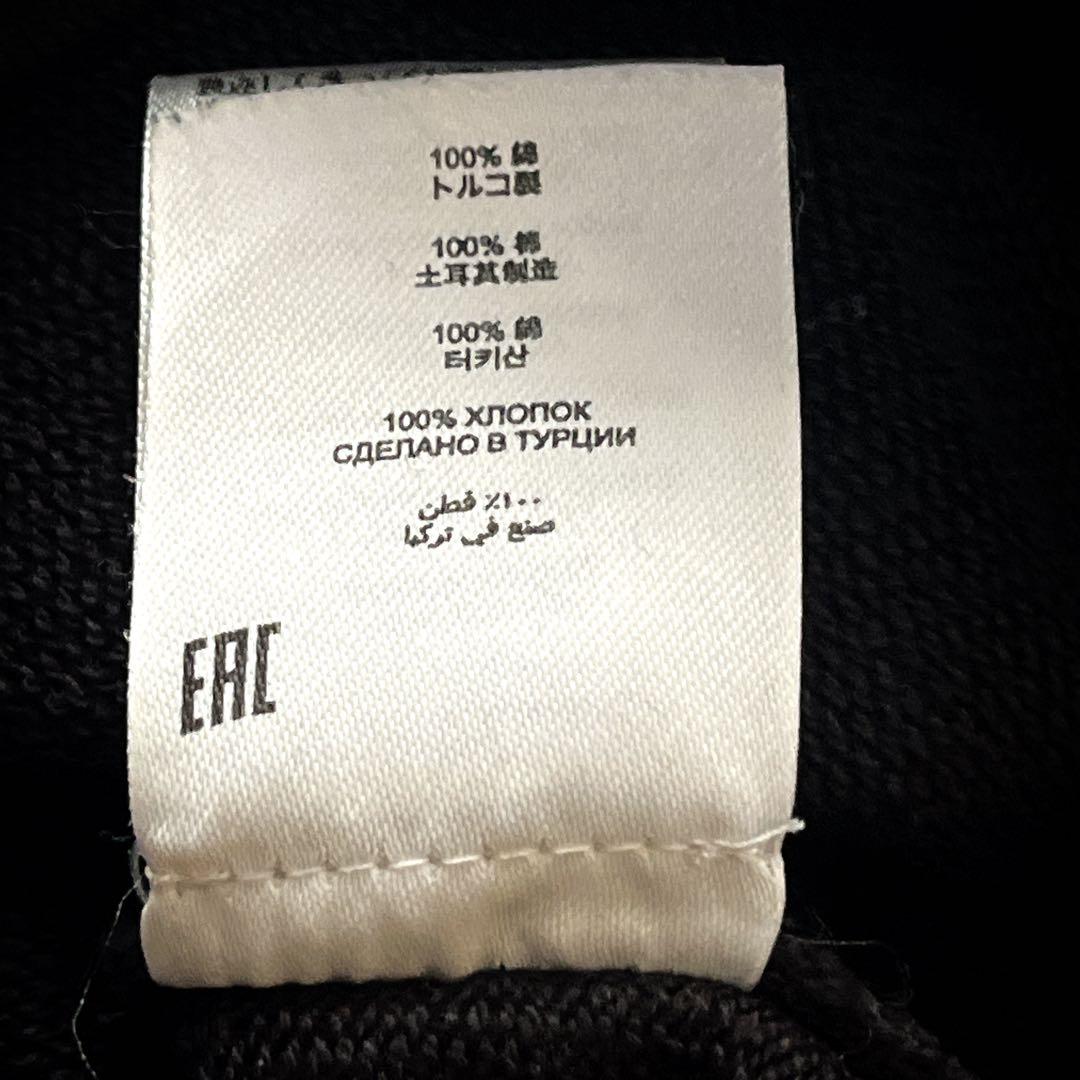 100% 綿
トルコ製
100% 棉
土耳其制造
100% 綿
터키산
100% ХЛОПОК
СДЕЛАНО В ТУРЦИИ
١٠٠٪ قطن
صنع في تركيا
EAC